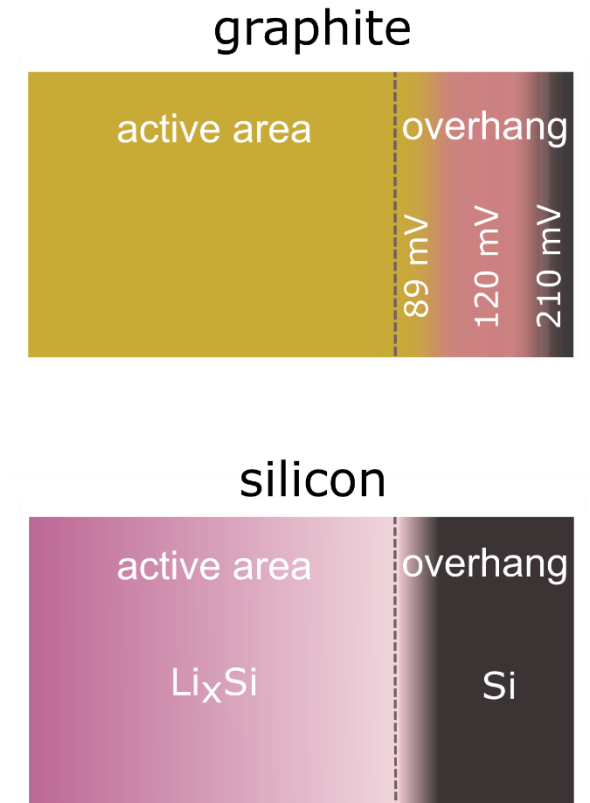 graphite
active area
overhang
89 mV
120 mV
210 mV
silicon
active area
overhang
LiₓSi
Si